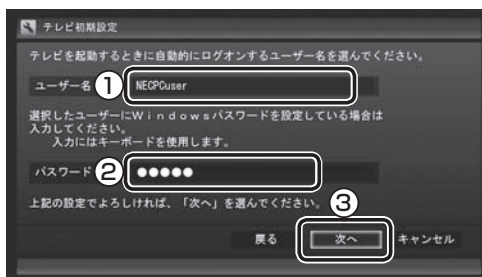 テレビ初期設定
テレビを起動するときに自動的にログオンするユーザー名を選んでください。
ユーザー名 ① NECPCuser
選択したユーザーにWindowsパスワードを設定している場合は
入力してください。
入力にはキーボードを使用します。
パスワード ② ●●●●●
上記の設定でよろしければ、「次へ」を選んでください。 ③
戻る 次へ キャンセル